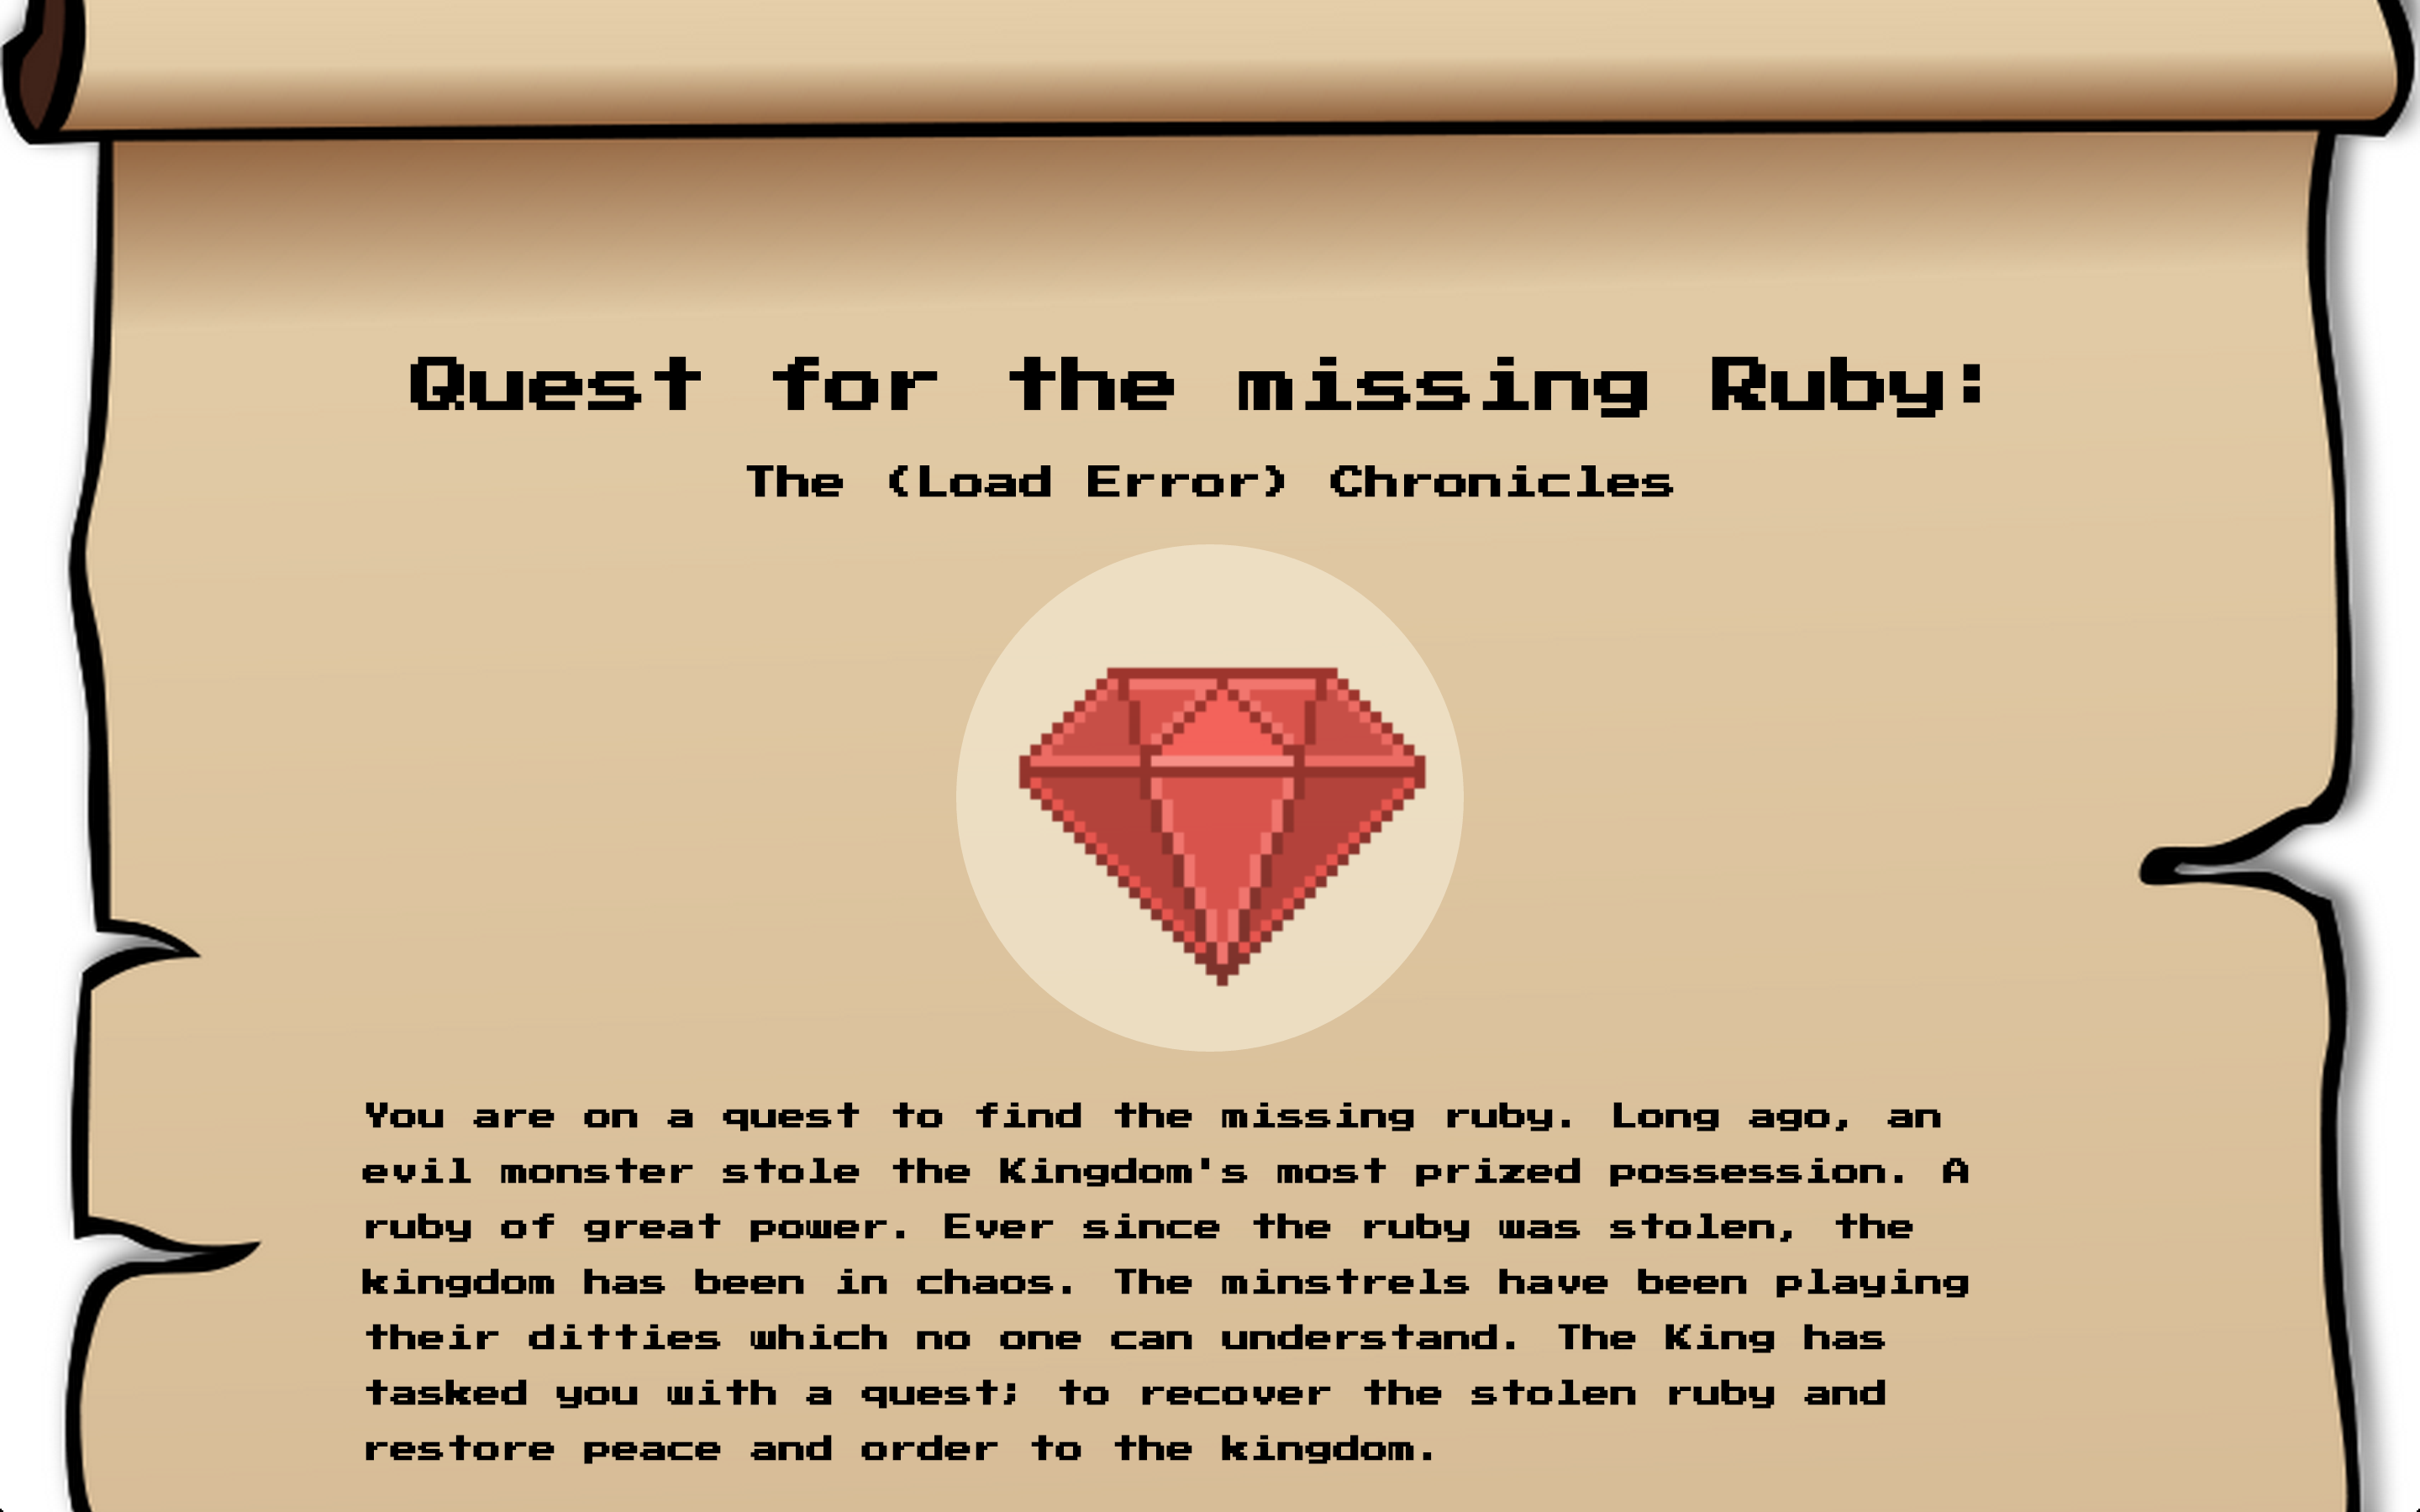 Quest for the missing Ruby:
The (Load Error) Chronicles
You are on a quest to find the missing ruby. Long ago, an
evil monster stole the Kingdom's most prized possession. A
ruby of great power. Ever since the ruby was stolen, the
kingdom has been in chaos. The minstrels have been playing
their ditties which no one can understand. The King has
tasked you with a quest; to recover the stolen ruby and
restore peace and order to the kingdom.